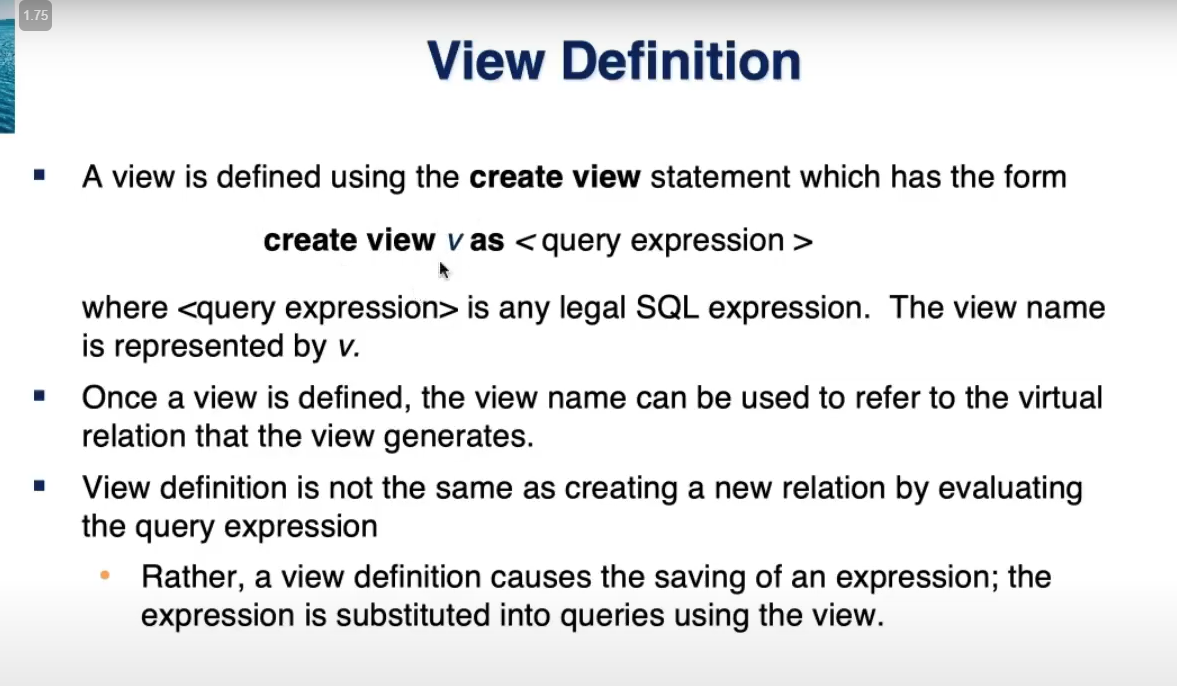 1.75
View Definition
▪ A view is defined using the create view statement which has the form
create view v as < query expression >
where <query expression> is any legal SQL expression. The view name
is represented by v.
▪ Once a view is defined, the view name can be used to refer to the virtual
relation that the view generates.
▪ View definition is not the same as creating a new relation by evaluating
the query expression
• Rather, a view definition causes the saving of an expression; the
expression is substituted into queries using the view.